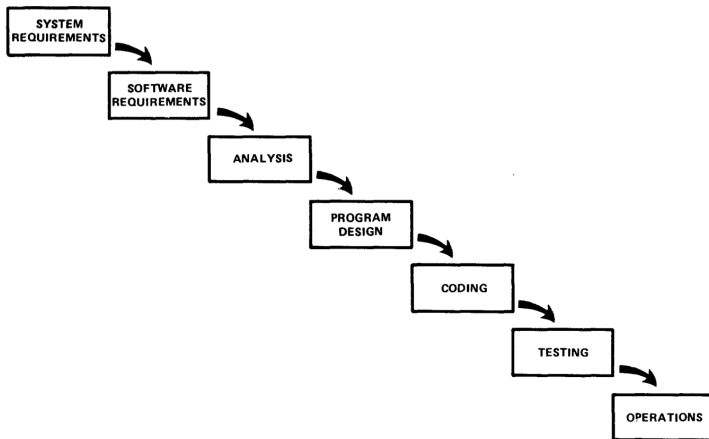 SYSTEM
REQUIREMENTS
SOFTWARE
REQUIREMENTS
ANALYSIS
PROGRAM
DESIGN
CODING
TESTING
OPERATIONS